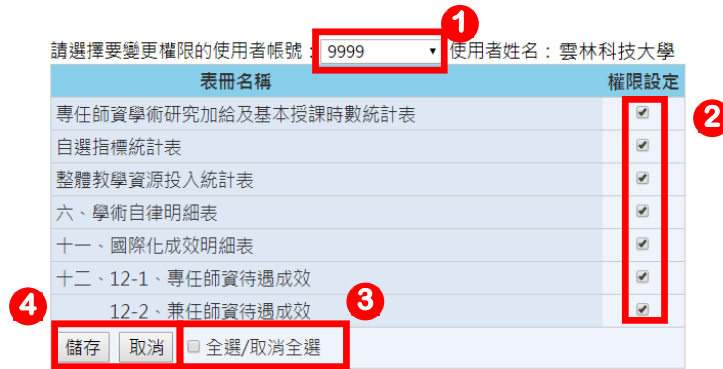 1
請選擇要變更權限的使用者帳號：9999 使用者姓名：雲林科技大學
表冊名稱 權限設定
2
專任師資學術研究加給及基本授課時數統計表
自選指標統計表
整體教學資源投入統計表
六、學術自律明細表
十一、國際化成效明細表
十二、12-1、專任師資待遇成效
12-2、兼任師資待遇成效
4 3
儲存 取消 全選/取消全選